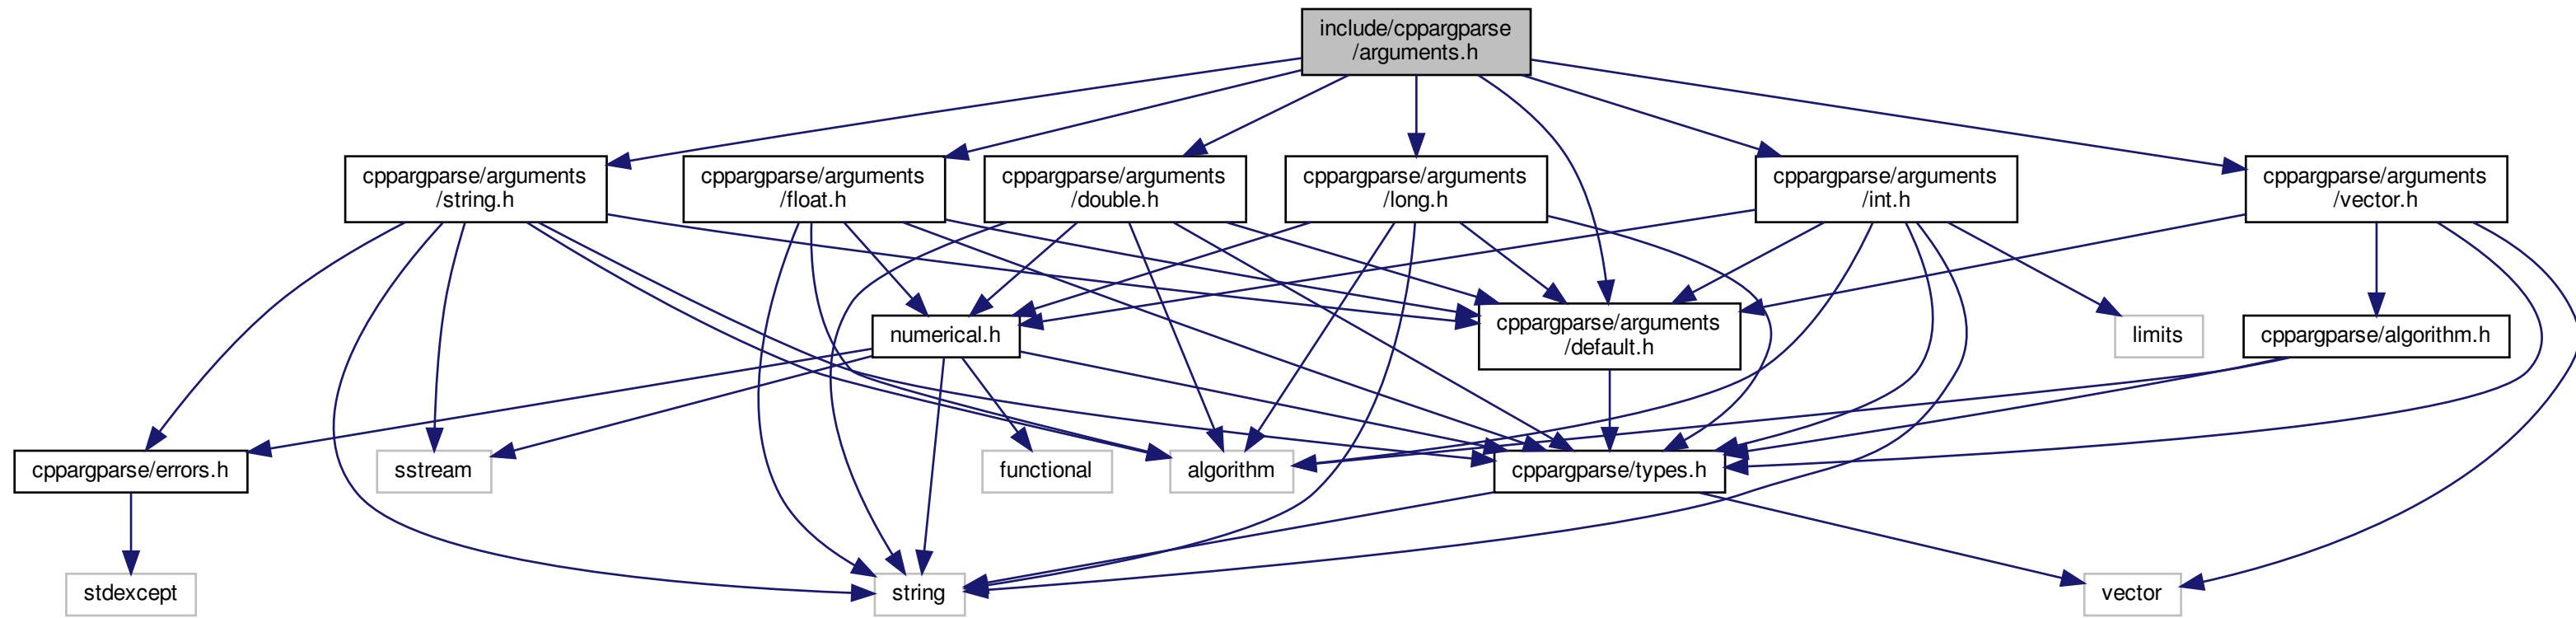 include/cppargparse
/arguments.h
cppargparse/arguments
/string.h
cppargparse/arguments
/float.h
cppargparse/arguments
/double.h
cppargparse/arguments
/long.h
cppargparse/arguments
/int.h
cppargparse/arguments
/vector.h
numerical.h
cppargparse/arguments
/default.h
limits
cppargparse/algorithm.h
cppargparse/errors.h
sstream
functional
algorithm
cppargparse/types.h
stdexcept
string
vector